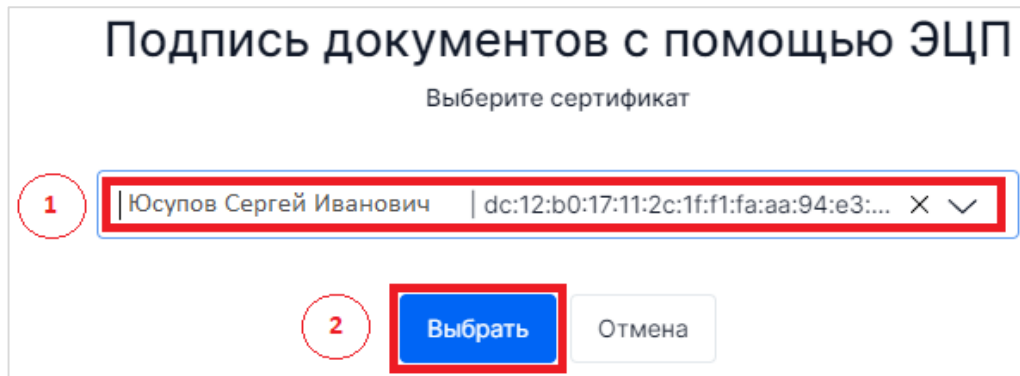 Подпись документов с помощью ЭЦП
Выберите сертификат
1 Юсупов Сергей Иванович | dc:12:b0:17:11:2c:1f:f1:fa:aa:94:e3:...
2 Выбрать Отмена